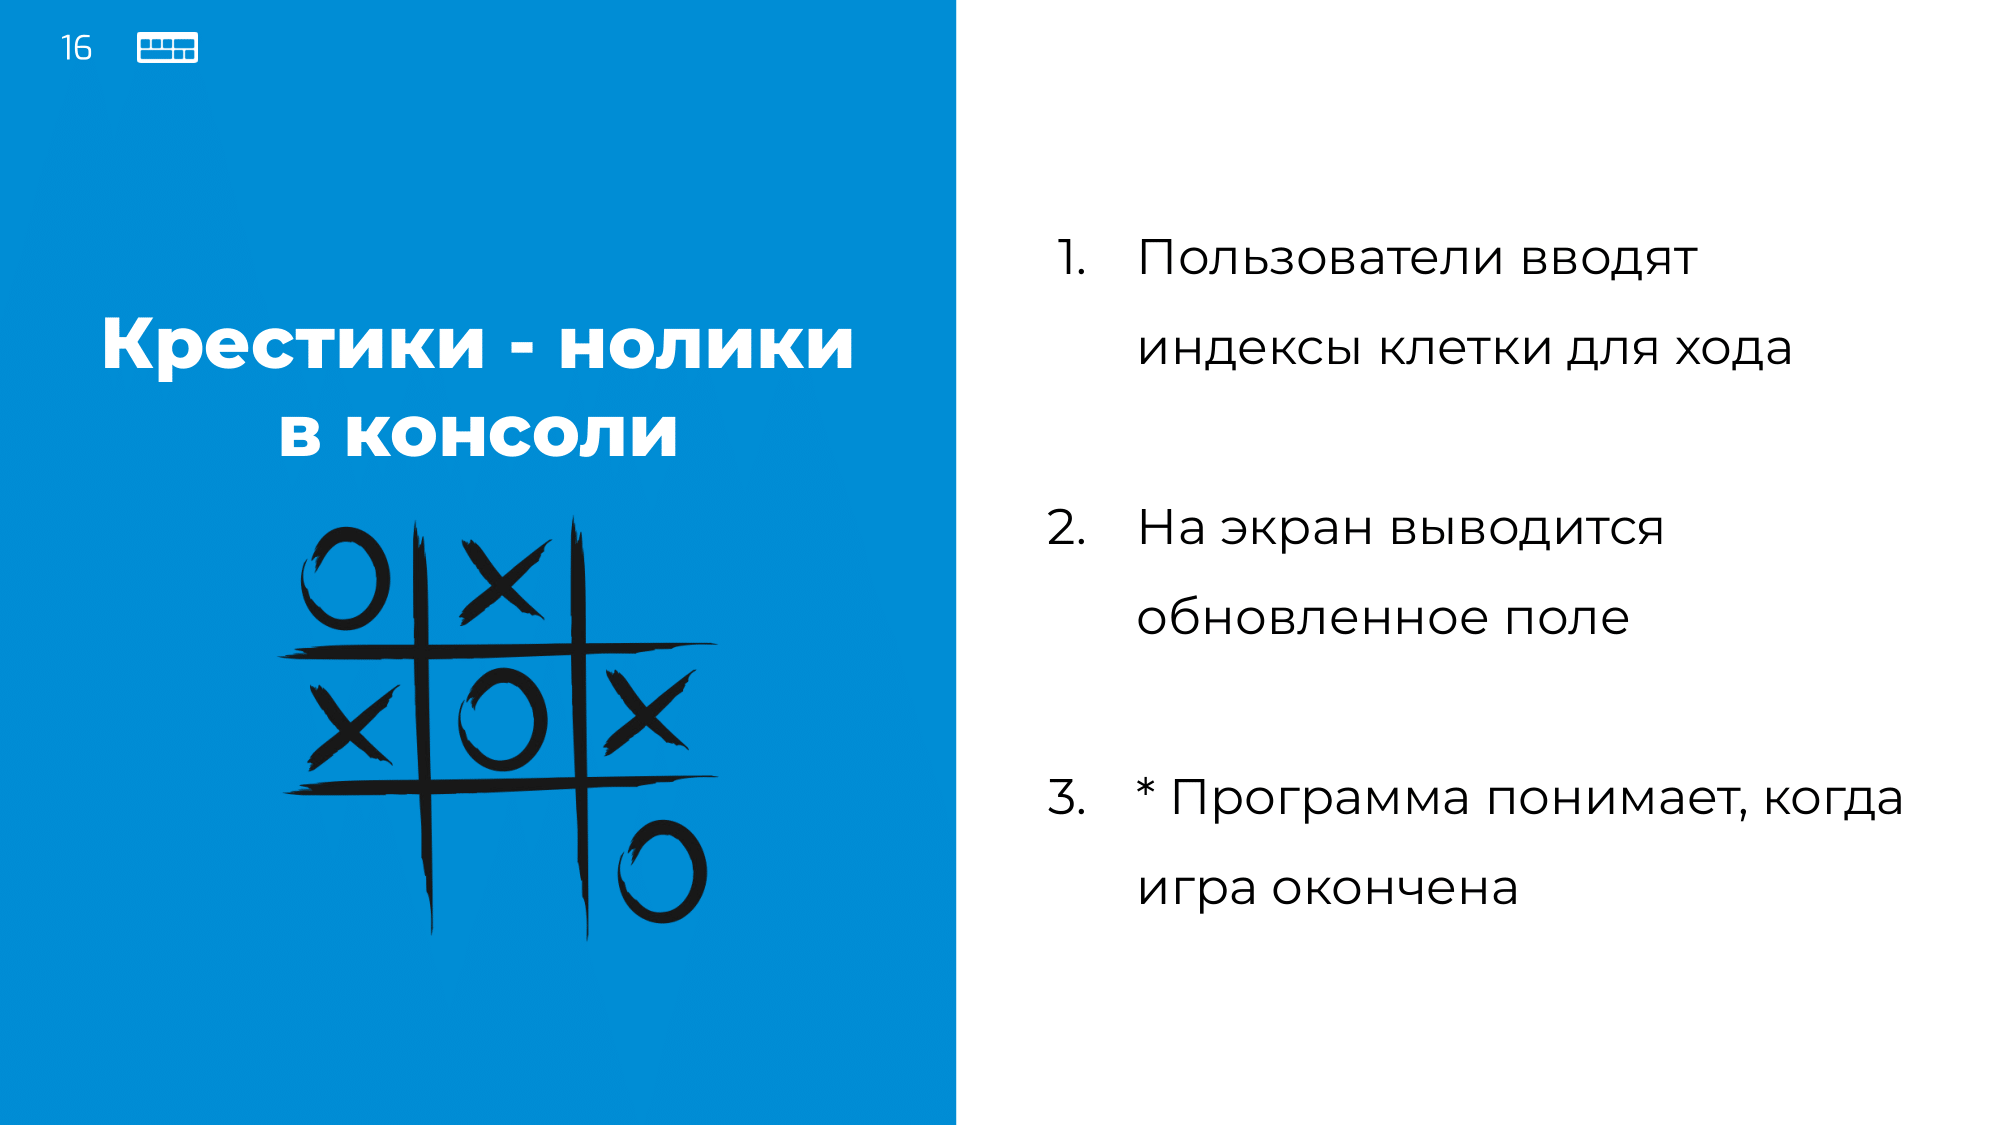 16
Крестики - нолики
в консоли
1. Пользователи вводят
индексы клетки для хода
2. На экран выводится
обновленное поле
3. * Программа понимает, когда
игра окончена